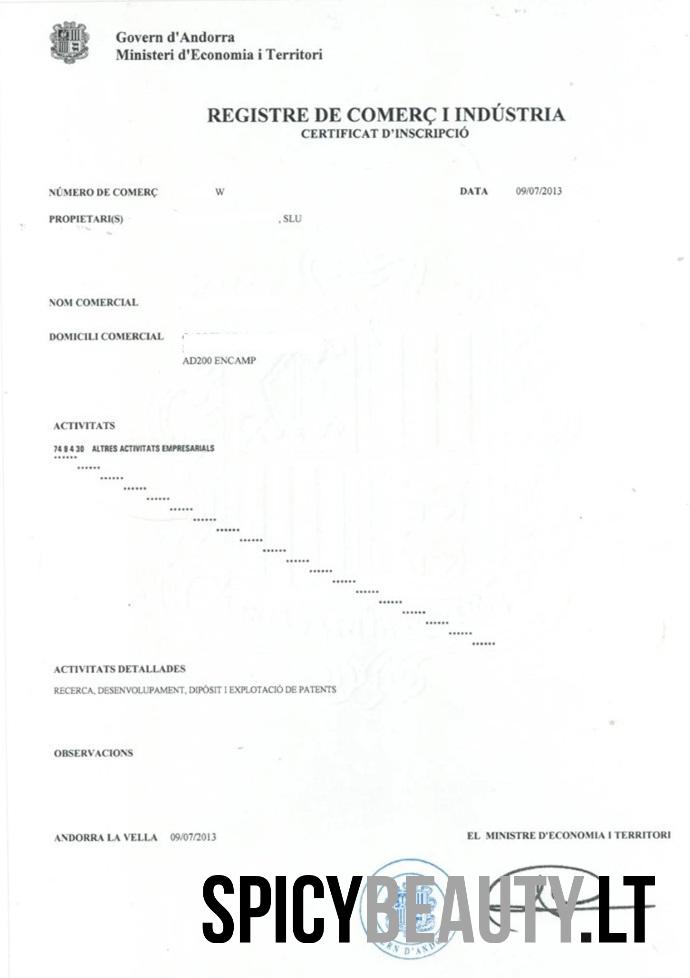 Govern d'Andorra
Ministeri d'Economia i Territori
REGISTRE DE COMERÇ I INDÚSTRIA
CERTIFICAT D'INSCRIPCIÓ
NÚMERO DE COMERÇ W DATA 09/07/2013
PROPIETARI(S) , SLU
NOM COMERCIAL
DOMICILI COMERCIAL
AD200 ENCAMP
ACTIVITATS
74 8 4 30 ALTRES ACTIVITATS EMPRESARIALS
ACTIVITATS DETALLADES
RECERCA, DESENVOLUPAMENT, DIPÒSIT I EXPLOTACIÓ DE PATENTS
OBSERVACIONS
ANDORRA LA VELLA 09/07/2013
EL MINISTRE D'ECONOMIA I TERRITORI
SPICYBEAUTY.LT